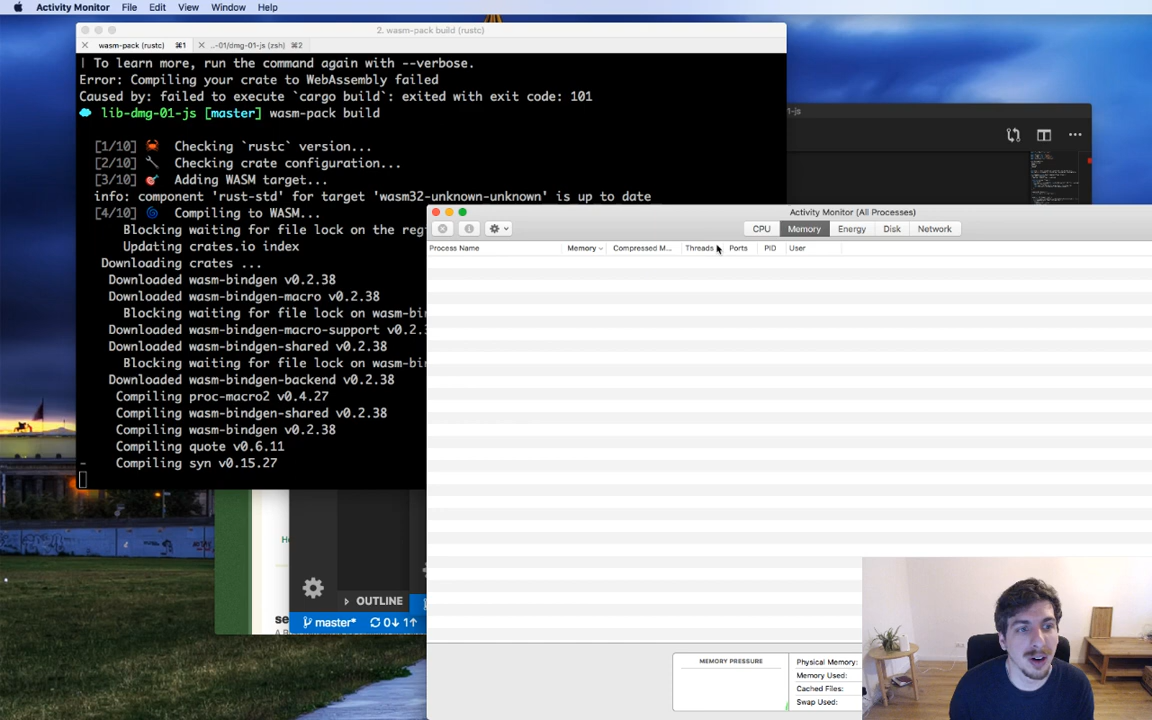 Activity Monitor File Edit View Window Help
2. wasm-pack build (rustc)
wasm-pack (rustc) ⌘1 ..-01/dmg-01-js (zsh) ⌘2
| To learn more, run the command again with --verbose.
Error: Compiling your crate to WebAssembly failed
Caused by: failed to execute `cargo build`: exited with exit code: 101
lib-dmg-01-js [master] wasm-pack build
[1/10] Checking `rustc` version...
[2/10] Checking crate configuration...
[3/10] Adding WASM target...
info: component 'rust-std' for target 'wasm32-unknown-unknown' is up to date
[4/10] Compiling to WASM...
Blocking waiting for file lock on the reg
Updating crates.io index
Downloading crates ...
Downloaded wasm-bindgen v0.2.38
Downloaded wasm-bindgen-macro v0.2.38
Blocking waiting for file lock on wasm-bi
Downloaded wasm-bindgen-macro-support v0.2.
Downloaded wasm-bindgen-shared v0.2.38
Blocking waiting for file lock on wasm-bi
Downloaded wasm-bindgen-backend v0.2.38
Compiling proc-macro2 v0.4.27
Compiling wasm-bindgen-shared v0.2.38
Compiling wasm-bindgen v0.2.38
Compiling quote v0.6.11
Compiling syn v0.15.27
-js
Activity Monitor (All Processes)
CPU Memory Energy Disk Network
Process Name Memory Compressed M... Threads Ports PID User
MEMORY PRESSURE
Physical Memory:
Memory Used:
Cached Files:
Swap Used:
OUTLINE
master* 0↓ 1↑